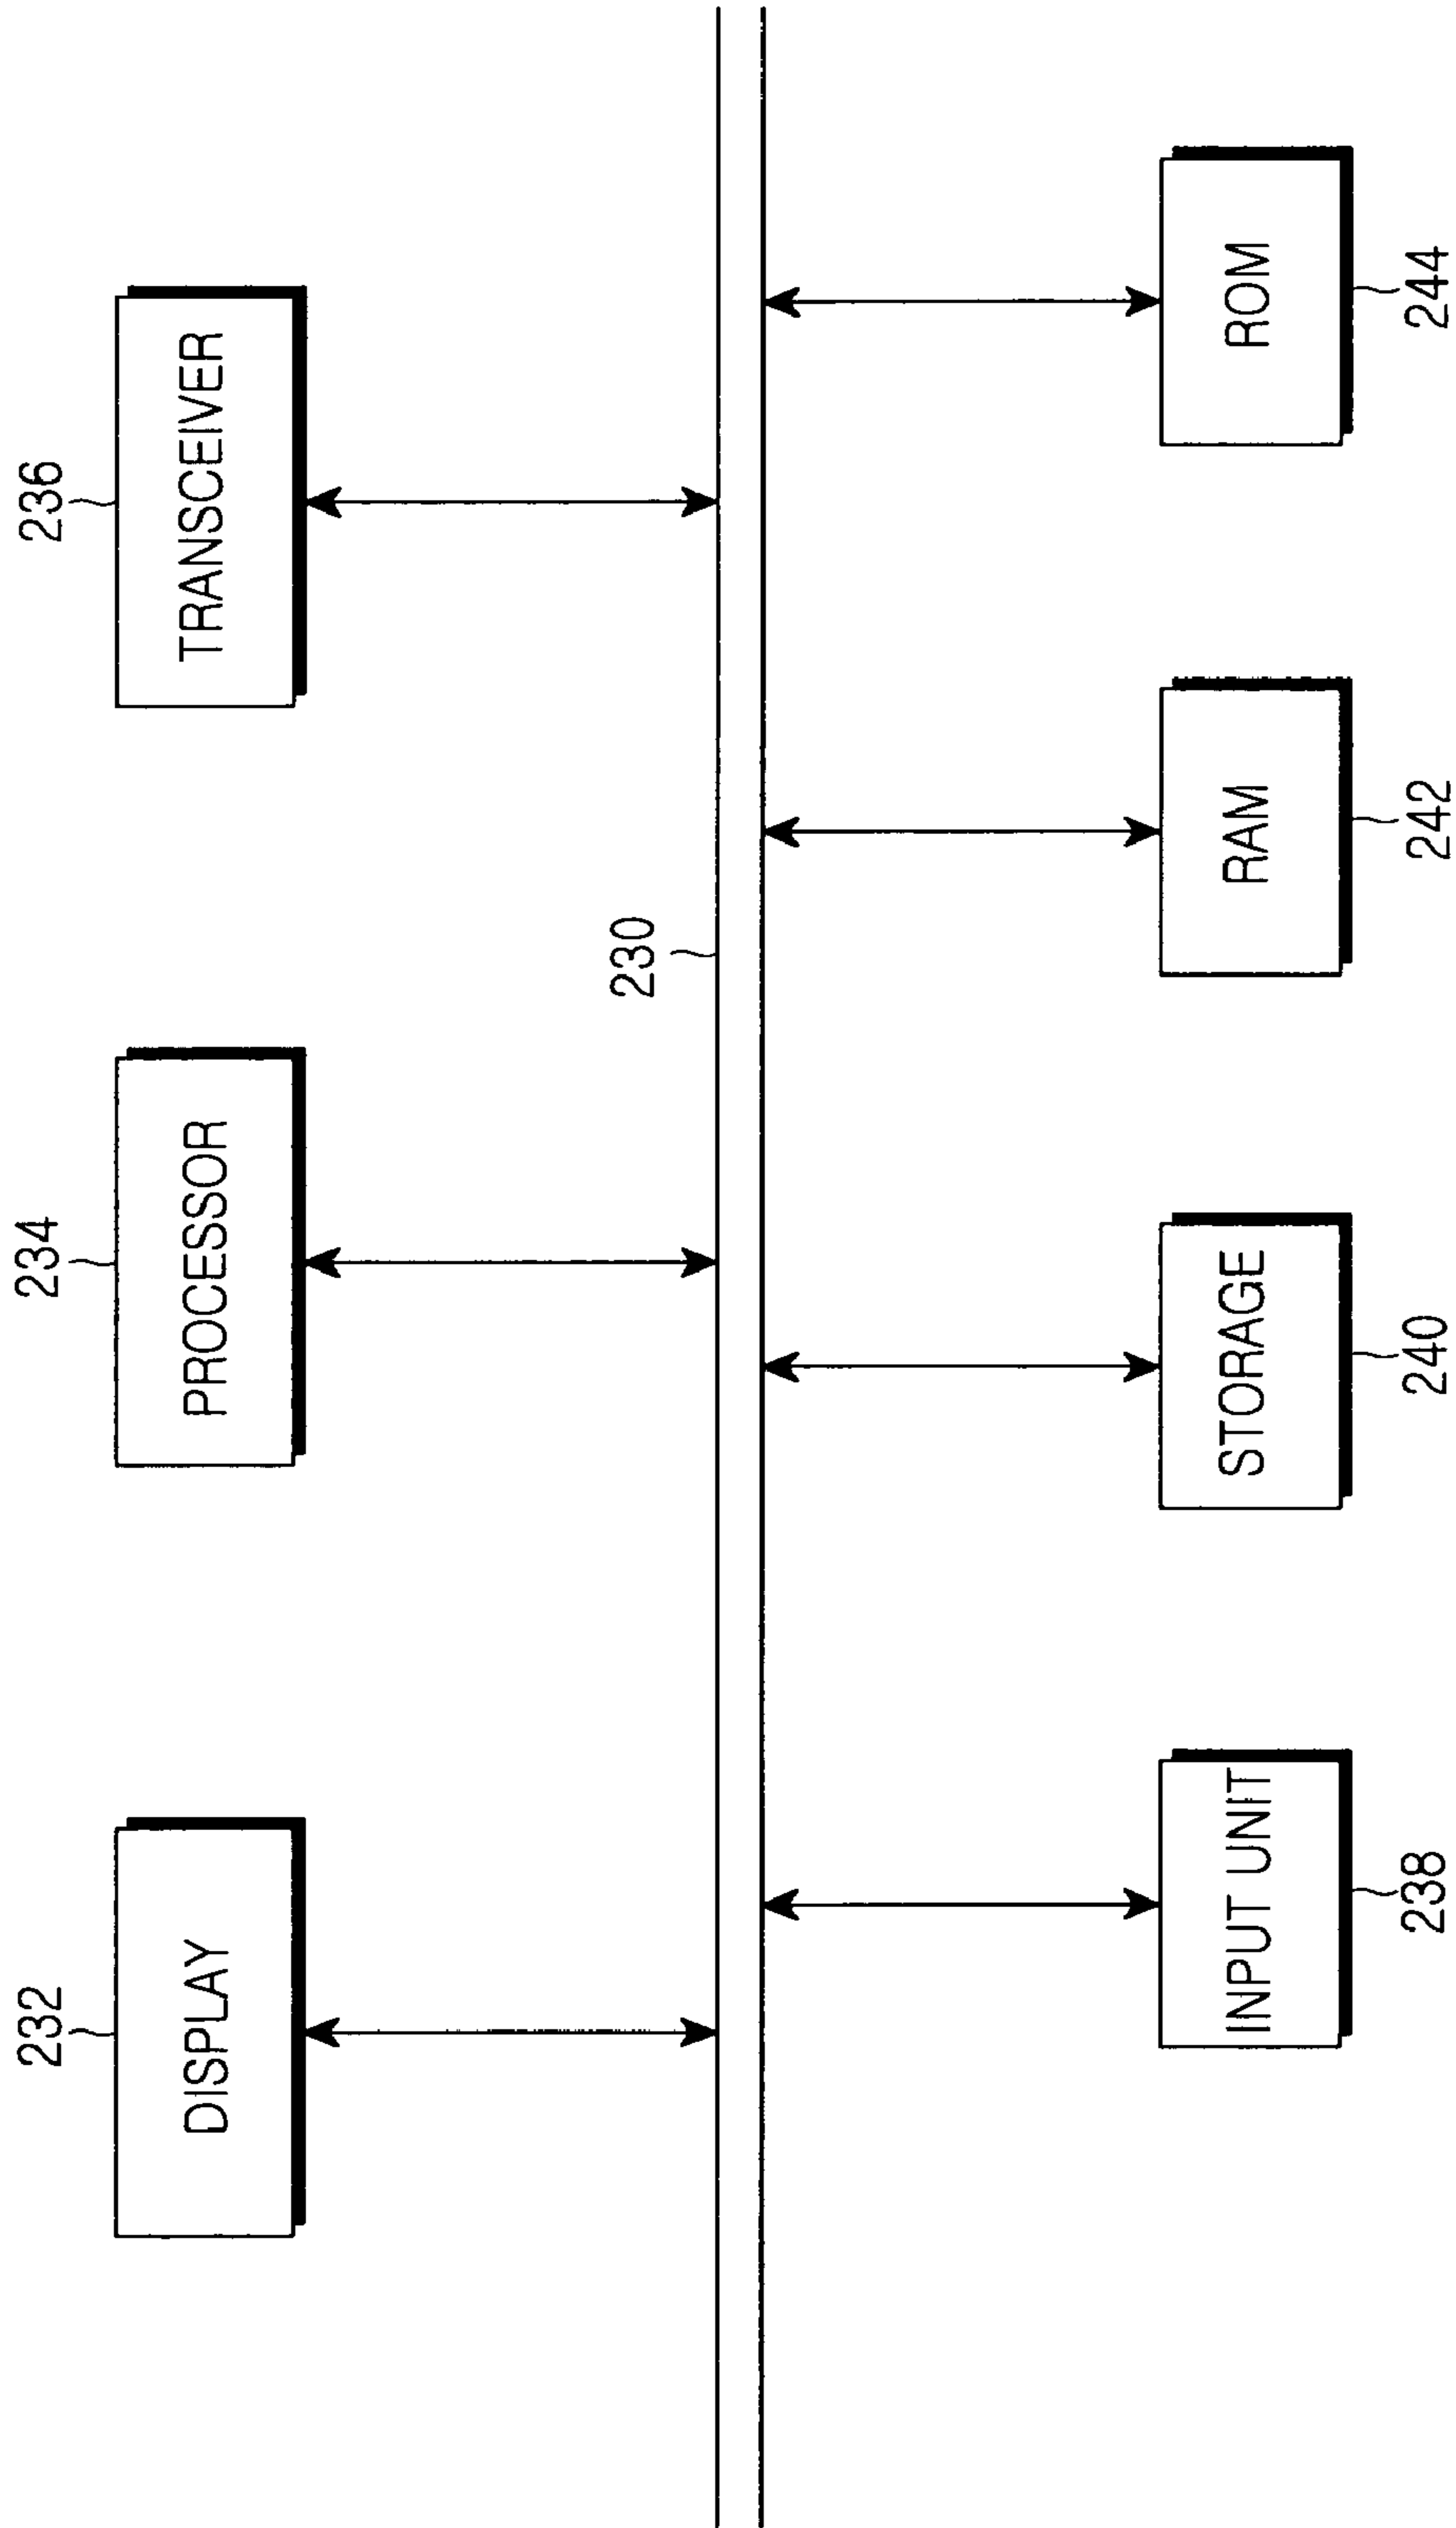 232
234
236
DISPLAY
PROCESSOR
TRANSCEIVER
230
INPUT UNIT
STORAGE
RAM
ROM
238
240
242
244